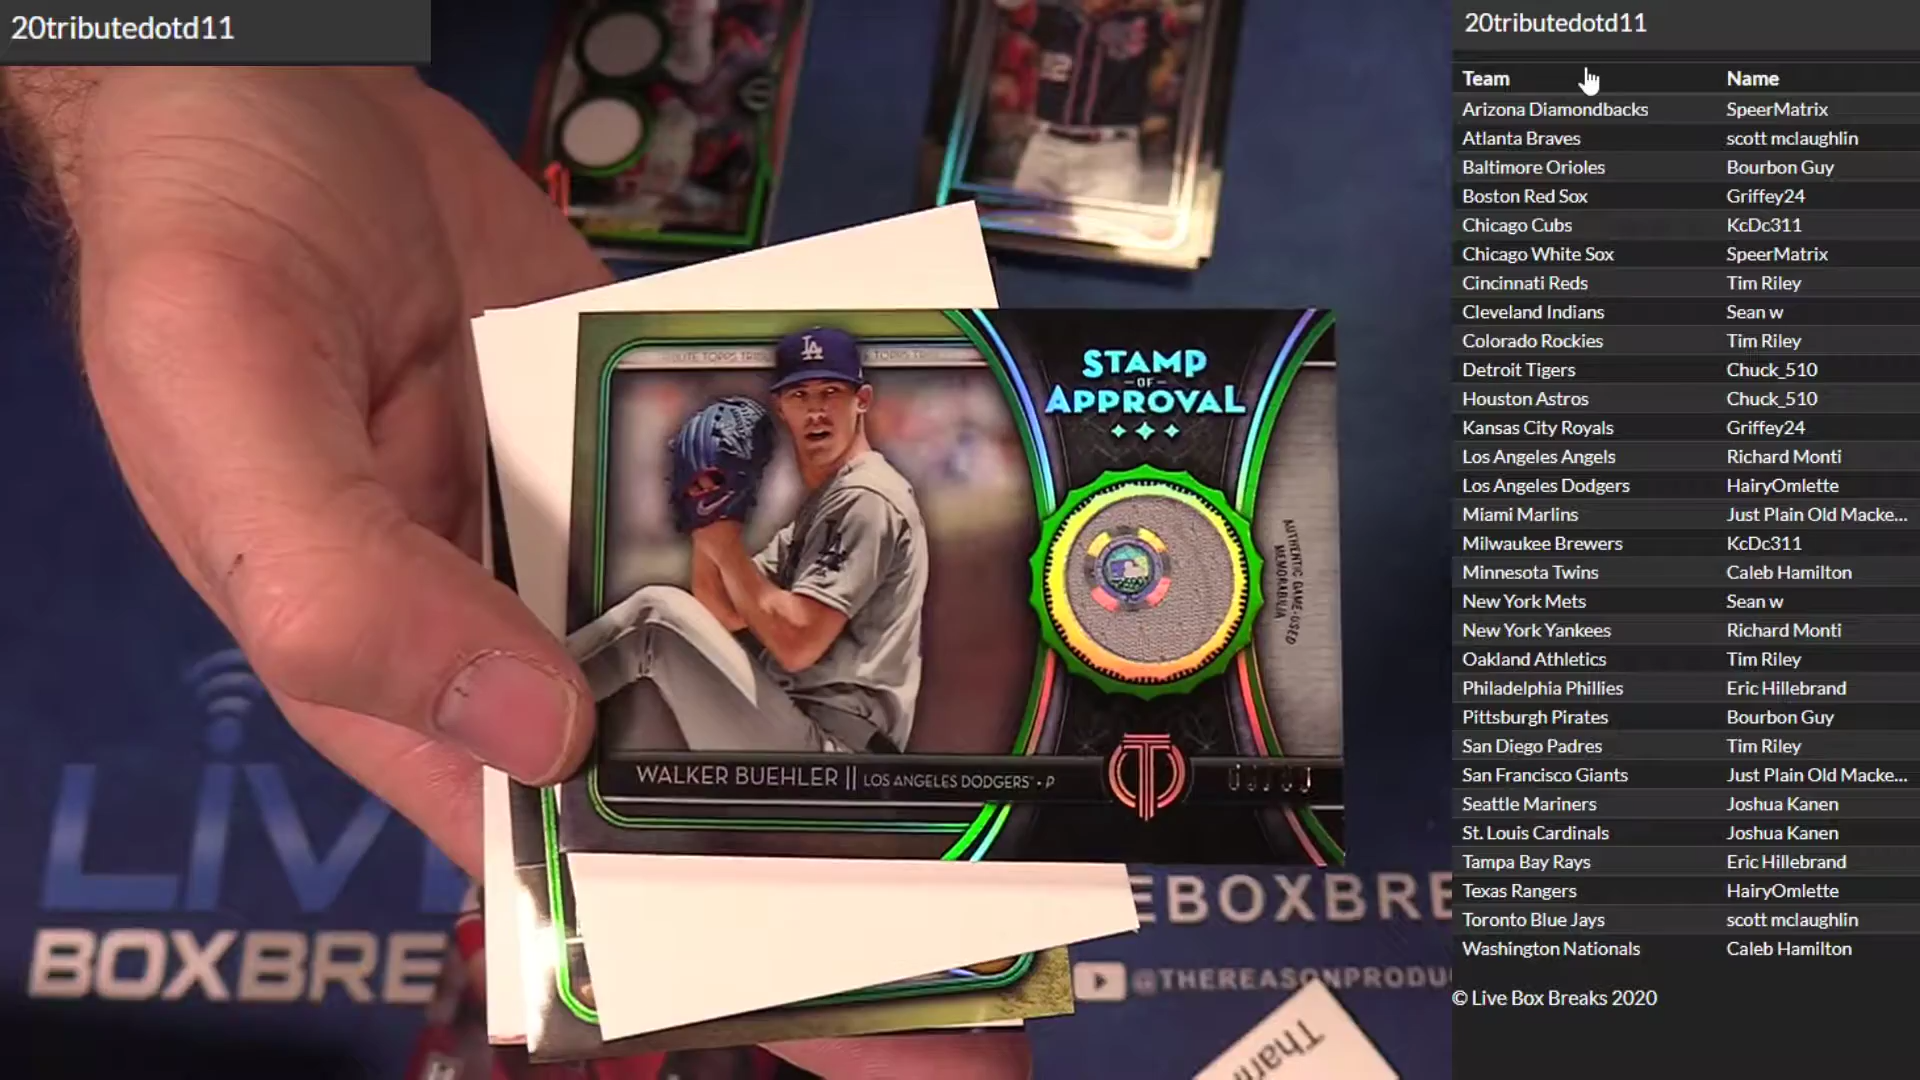 20tributedotd11
20tributedotd11
Team Name
Arizona Diamondbacks SpeerMatrix
Atlanta Braves scott mclaughlin
Baltimore Orioles Bourbon Guy
Boston Red Sox Griffey24
Chicago Cubs KcDc311
Chicago White Sox SpeerMatrix
Cincinnati Reds Tim Riley
Cleveland Indians Sean w
Colorado Rockies Tim Riley
Detroit Tigers Chuck_510
Houston Astros Chuck_510
Kansas City Royals Griffey24
Los Angeles Angels Richard Monti
Los Angeles Dodgers HairyOmlette
Miami Marlins Just Plain Old Macke...
Milwaukee Brewers KcDc311
Minnesota Twins Caleb Hamilton
New York Mets Sean w
New York Yankees Richard Monti
Oakland Athletics Tim Riley
Philadelphia Phillies Eric Hillebrand
Pittsburgh Pirates Bourbon Guy
San Diego Padres Tim Riley
San Francisco Giants Just Plain Old Macke...
Seattle Mariners Joshua Kanen
St. Louis Cardinals Joshua Kanen
Tampa Bay Rays Eric Hillebrand
Texas Rangers HairyOmlette
Toronto Blue Jays scott mclaughlin
Washington Nationals Caleb Hamilton
© Live Box Breaks 2020
LA
STAMP
OF
APPROVAL
AUTHENTIC GAME-USED
MEMORABILIA
WALKER BUEHLER || LOS ANGELES DODGERS • P
LIV
BOXBRE
EBOXBRE
@THEREASONPRODU
Than